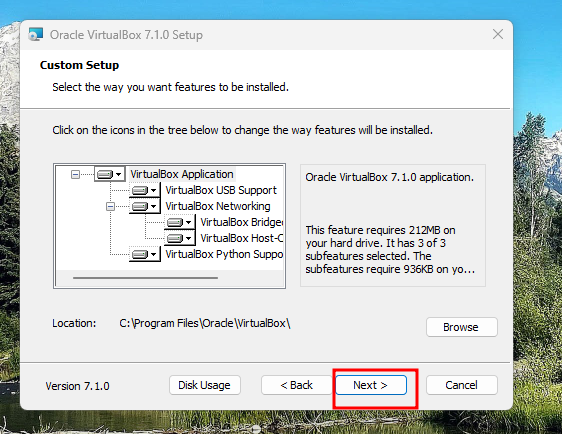 Oracle VirtualBox 7.1.0 Setup
Custom Setup
Select the way you want features to be installed.
Click on the icons in the tree below to change the way features will be installed.
VirtualBox Application
VirtualBox USB Support
VirtualBox Networking
VirtualBox Bridge
VirtualBox Host-C
VirtualBox Python Suppo
Oracle VirtualBox 7.1.0 application.
This feature requires 212MB on
your hard drive. It has 3 of 3
subfeatures selected. The
subfeatures require 936KB on yo...
Location: C:\Program Files\Oracle\VirtualBox\
Browse
Version 7.1.0 Disk Usage < Back Next > Cancel